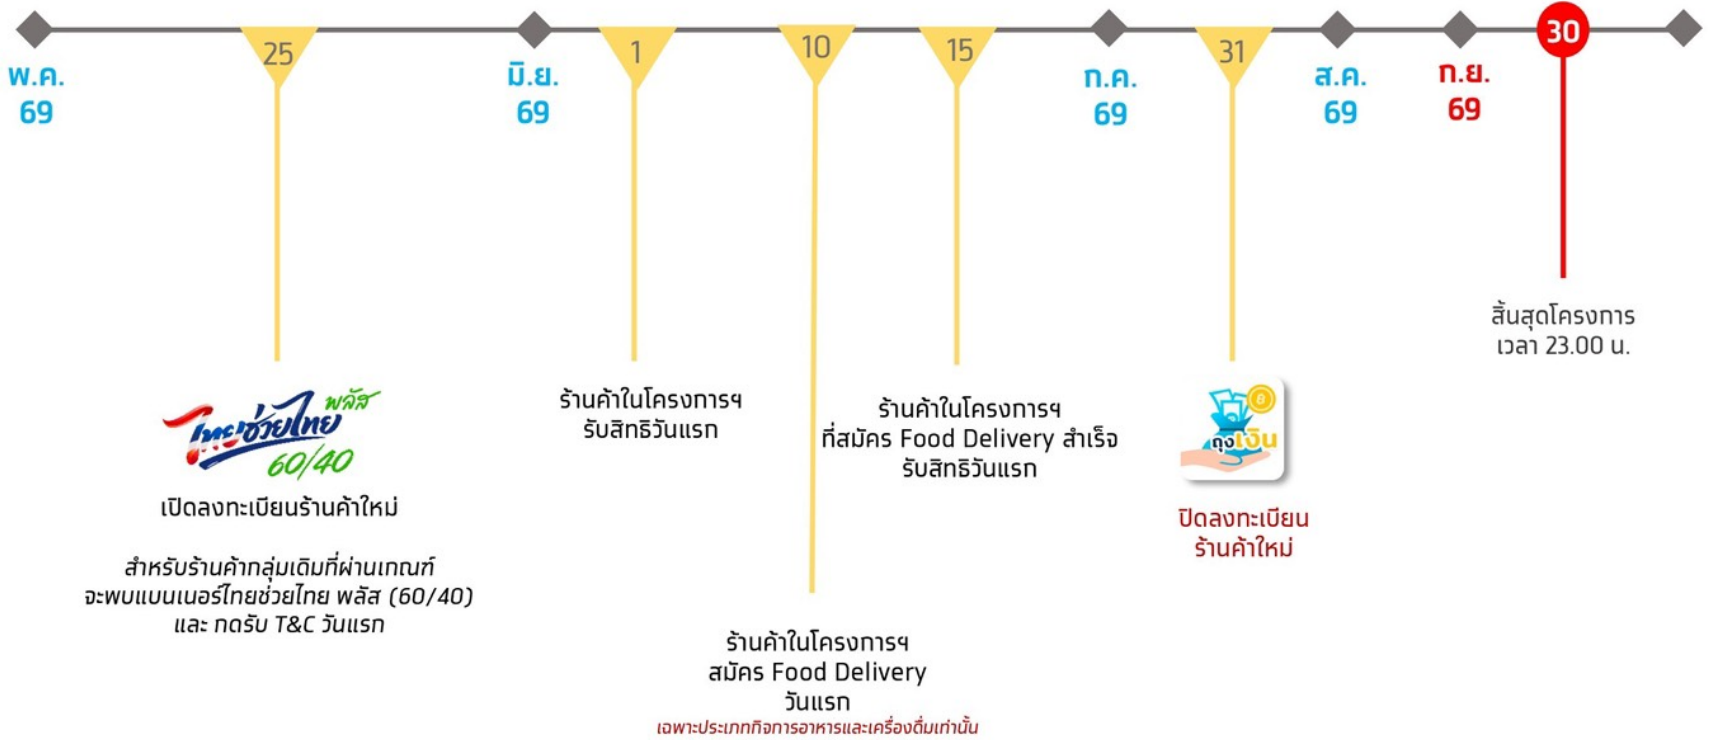 25
1
10
15
31
30
พ.ค.
69
มิ.ย.
69
ก.ค.
69
ส.ค.
69
ก.ย.
69
สิ้นสุดโครงการ
เวลา 23.00 น.
ไทยช่วยไทย พลัส
60/40
เปิดลงทะเบียนร้านค้าใหม่
สำหรับร้านค้ากลุ่มเดิมที่ผ่านเกณฑ์
จะพบแบนเนอร์ไทยช่วยไทย พลัส (60/40)
และ กดรับ T&C วันแรก
ร้านค้าในโครงการฯ
รับสิทธิวันแรก
ร้านค้าในโครงการฯ
สมัคร Food Delivery
วันแรก
เฉพาะประเภทกิจการอาหารและเครื่องดื่มเท่านั้น
ร้านค้าในโครงการฯ
ที่สมัคร Food Delivery สำเร็จ
รับสิทธิวันแรก
฿
ถุงเงิน
ปิดลงทะเบียน
ร้านค้าใหม่